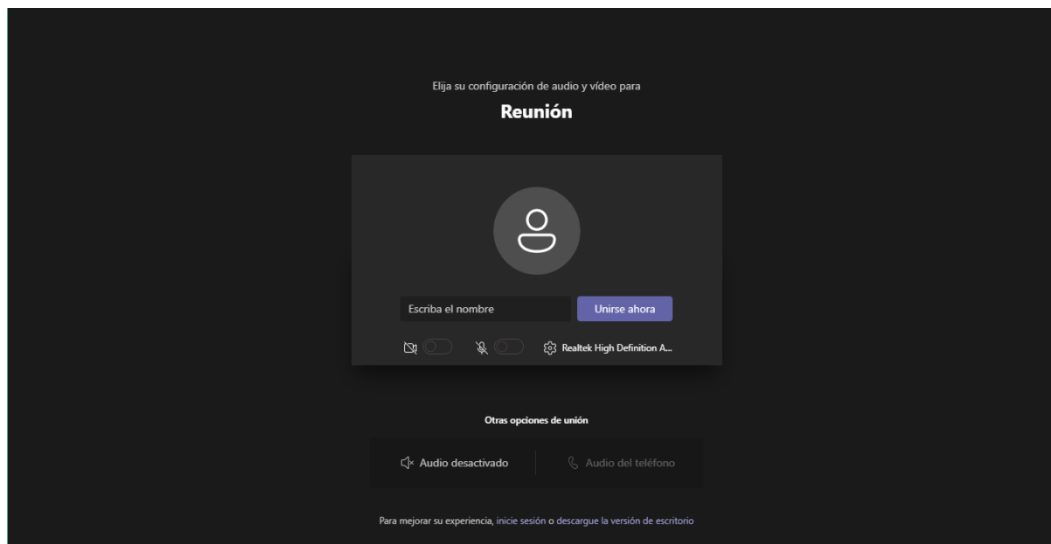 Elija su configuración de audio y vídeo para
Reunión
Escriba el nombre
Unirse ahora
Realtek High Definition A...
Otras opciones de unión
Audio desactivado
Audio del teléfono
Para mejorar su experiencia, inicie sesión o descargue la versión de escritorio